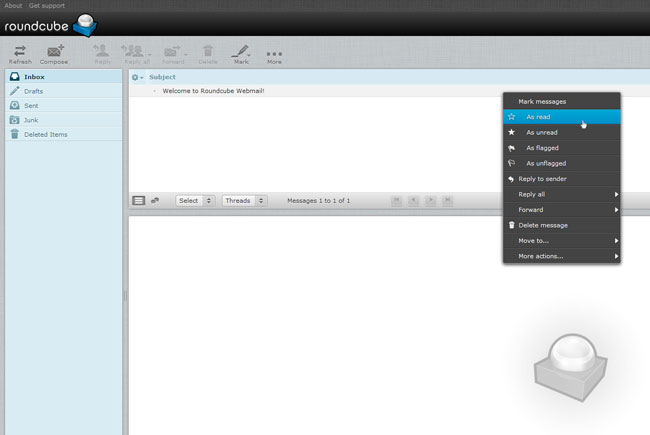 About Get support
roundcube
Refresh Compose Reply Reply all Forward Delete Mark More
Inbox
Drafts
Sent
Junk
Deleted Items
Subject
Welcome to Roundcube Webmail!
Select Threads Messages 1 to 1 of 1
Mark messages
As read
As unread
As flagged
As unflagged
Reply to sender
Reply all
Forward
Delete message
Move to...
More actions...